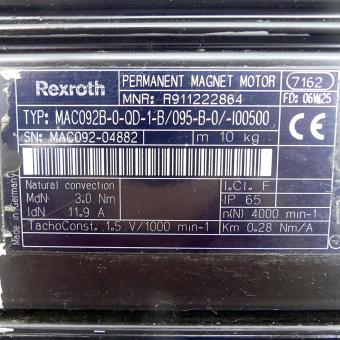 Rexroth
PERMANENT MAGNET MOTOR 7162
MNR: R911222864 FD: 06W25
TYP: MAC092B-0-QD-1-B/095-B-0/-I00500
SN: MAC092-04882 m 10 kg
CE
Natural convection I.Cl. F
MdN 3.0 Nm IP 65
IdN 11.9 A n(N) 4000 min-1
TachoConst. 1.5 V/1000 min-1 Km 0.28 Nm/A
Made in Germany